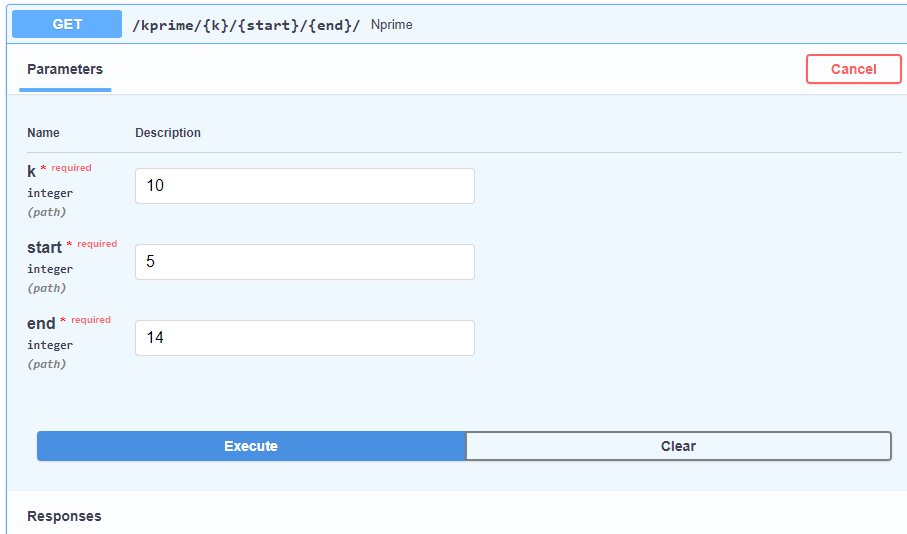 GET /kprime/{k}/{start}/{end}/ Nprime
Parameters Cancel
Name Description
k * required
integer
(path)
10
start * required
integer
(path)
5
end * required
integer
(path)
14
Execute Clear
Responses